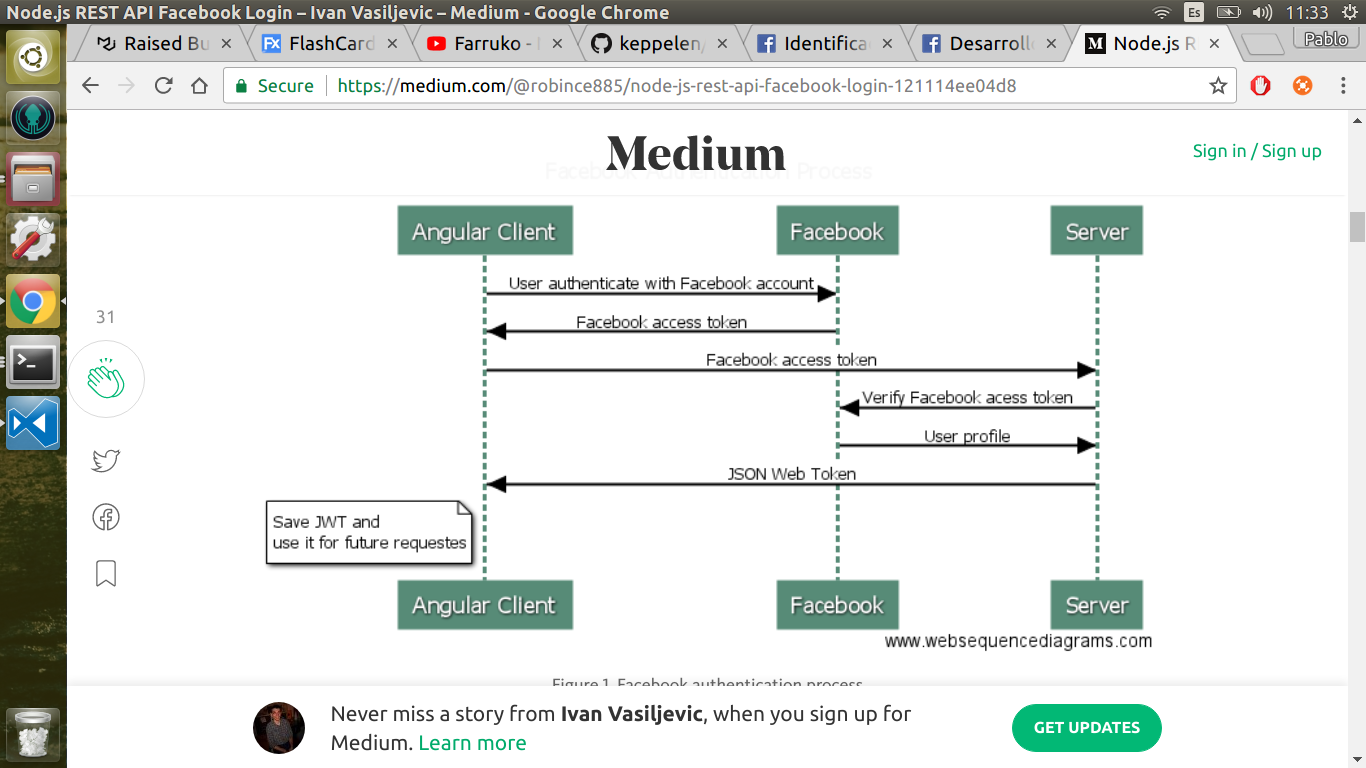 Node.js REST API Facebook Login – Ivan Vasiljevic – Medium - Google Chrome
Es
11:33
Raised Bu
FlashCard
Farruko -
keppelen/
Identifica
Desarroll
Node.js R
Pablo
Secure
https://medium.com/@robince885/node-js-rest-api-facebook-login-121114ee04d8
Medium
Sign in / Sign up
Facebook Authentication Process
Angular Client
Facebook
Server
User authenticate with Facebook account
31
Facebook access token
Facebook access token
Verify Facebook acess token
User profile
JSON Web Token
Save JWT and
use it for future requestes
Angular Client
Facebook
Server
www.websequencediagrams.com
Figure 1. Facebook authentication process
Never miss a story from Ivan Vasiljevic, when you sign up for
Medium. Learn more
GET UPDATES